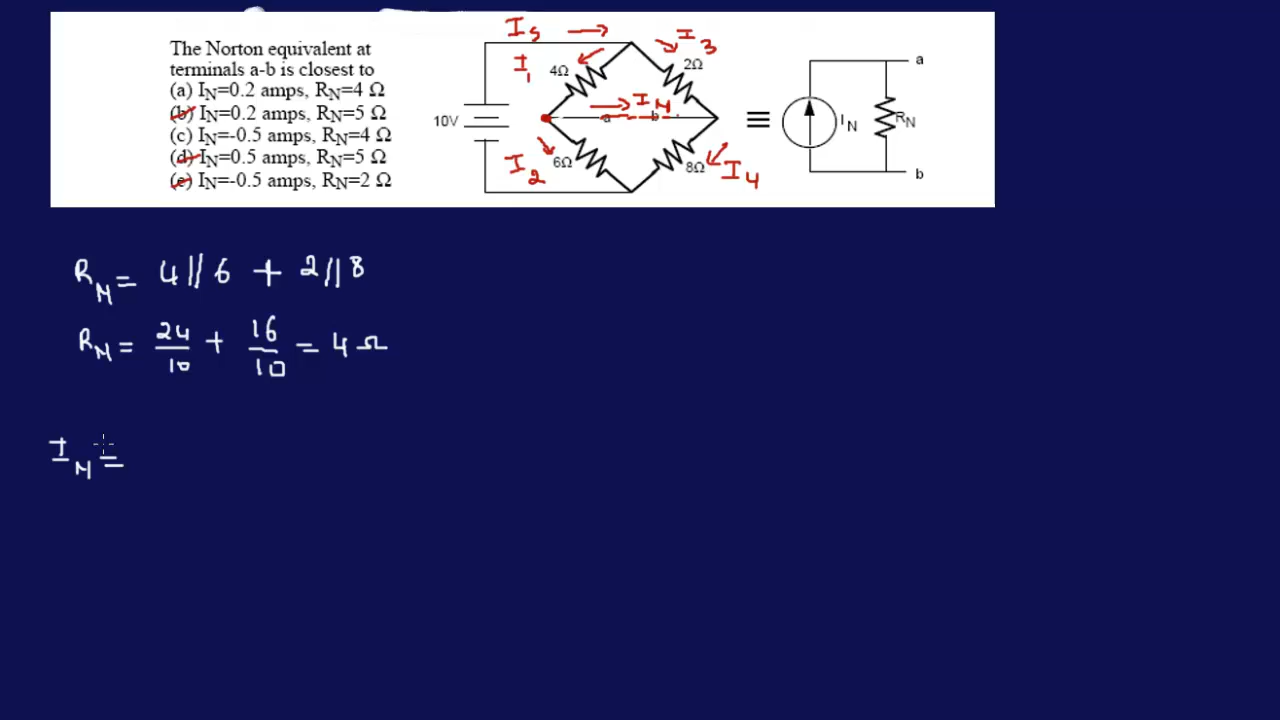 The Norton equivalent at
terminals a-b is closest to
(a) IN=0.2 amps, RN=4 Ω
(b) IN=0.2 amps, RN=5 Ω
(c) IN=-0.5 amps, RN=4 Ω
(d) IN=0.5 amps, RN=5 Ω
(e) IN=-0.5 amps, RN=2 Ω
IS
I1
I3
4Ω
2Ω
IN
10V
a
b
6Ω
8Ω
I2
I4
≡
a
IN
RN
b
RN = 4//6 + 2//8
RN = 24/10 + 16/10 = 4 Ω
IN =